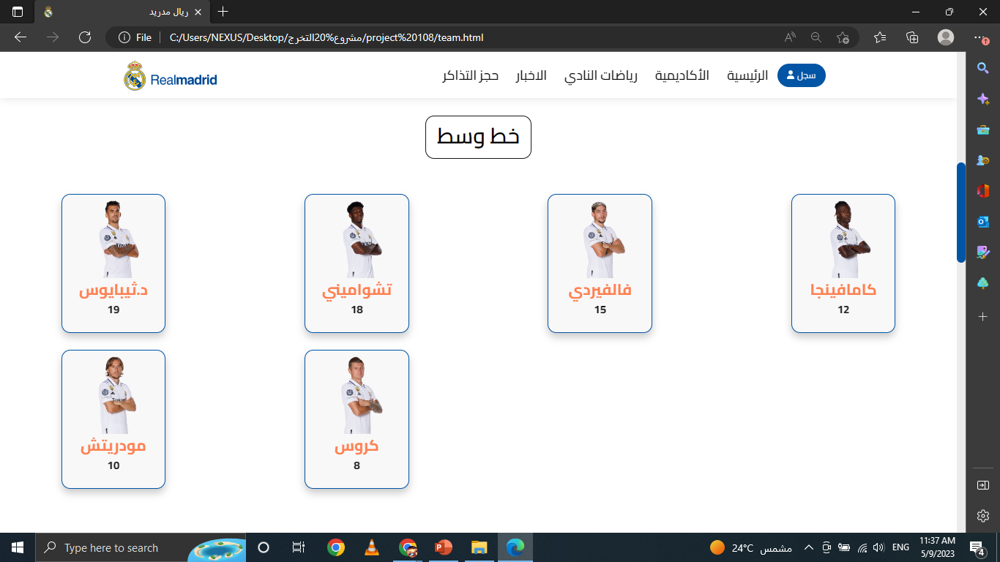 ريال مدريد
File
C:/Users/NEXUS/Desktop/مشروع%20التخرج/project%20108/team.html
Realmadrid
سجل
الرئيسية
الأكاديمية
رياضات النادي
الاخبار
حجز التذاكر
خط وسط
كامافينجا
12
فالفيردي
15
تشواميني
18
د.ثيبايوس
19
كروس
8
مودريتش
10
Type here to search
24°C مشمس
ENG
11:37 AM
5/9/2023
4